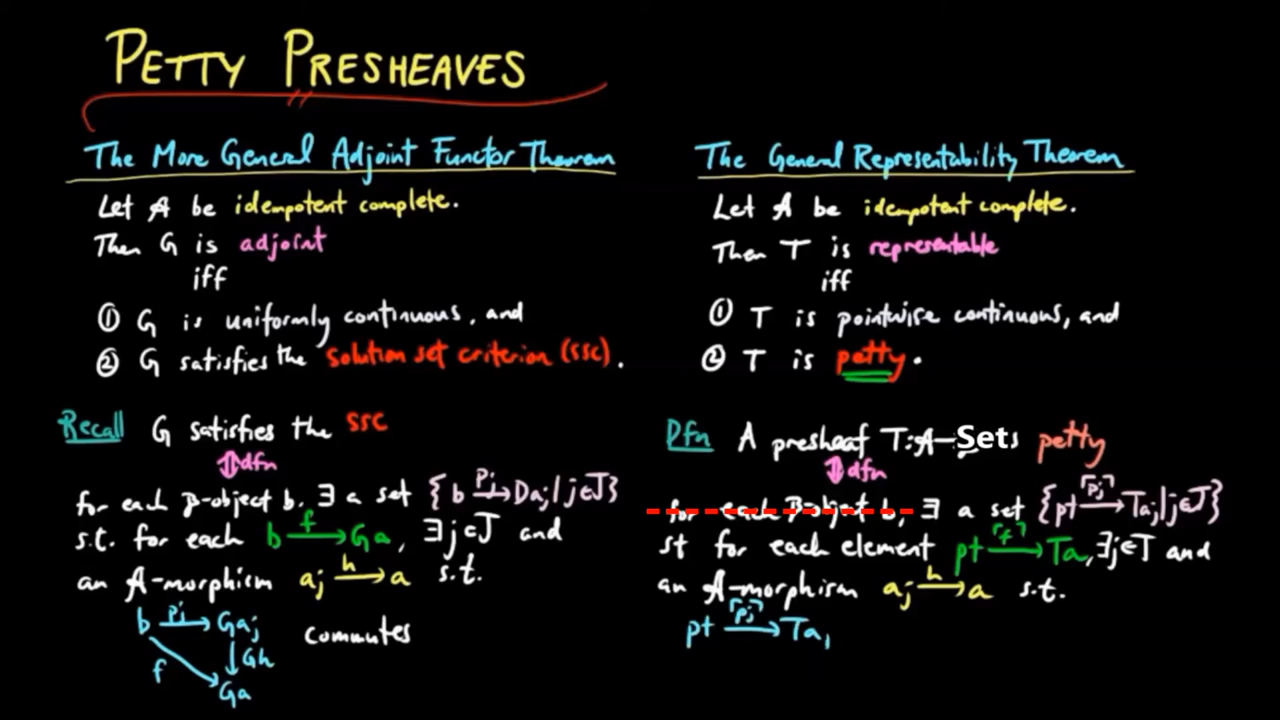 PETTY PRESHEAVES
The More General Adjoint Functor Theorem
Let A be idempotent complete.
Then G is adjoint
iff
① G is uniformly continuous, and
② G satisfies the solution set criterion (ssc).
Recall G satisfies the ssc
⇕ dfn
for each B-object b, ∃ a set {b →pj Daj | j∈J}
s.t. for each b →f Ga, ∃ j∈J and
an A-morphism aj →h a s.t.
b →pj Gaj commutes
f ↓ Gh
Ga
The General Representability Theorem
Let A be idempotent complete.
Then T is representable
iff
① T is pointwise continuous, and
② T is petty.
Dfn A presheaf T:A→Sets petty
⇕ dfn
for each B-object b, ∃ a set {pt →⌜pj⌝ Taj | j∈J}
st for each element pt →⌜f⌝ Ta, ∃j∈T and
an A-morphism aj →h a s.t.
pt →⌜pj⌝ Ta,